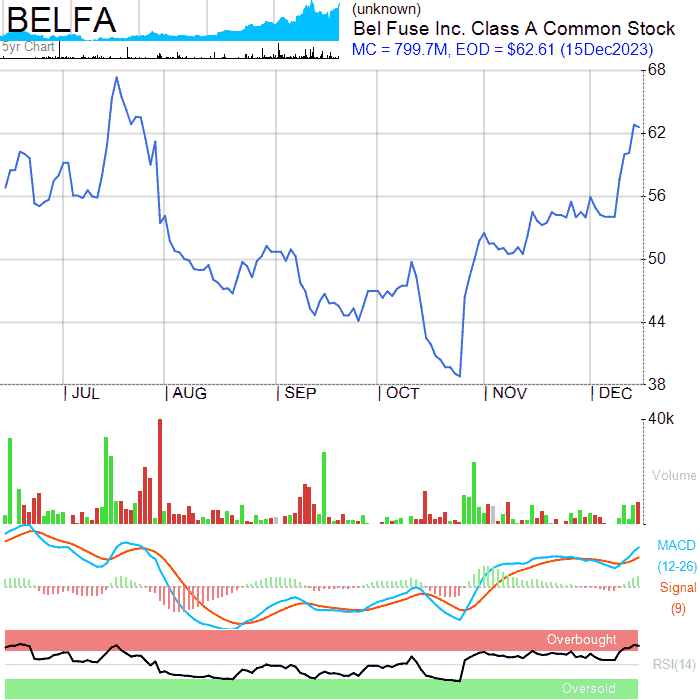 BELFA
(unknown)
Bel Fuse Inc. Class A Common Stock
MC = 799.7M, EOD = $62.61 (15Dec2023)
5yr Chart
68
62
56
50
44
38
JUL
AUG
SEP
OCT
NOV
DEC
40k
Volume
MACD
(12-26)
Signal
(9)
Overbought
RSI(14)
Oversold